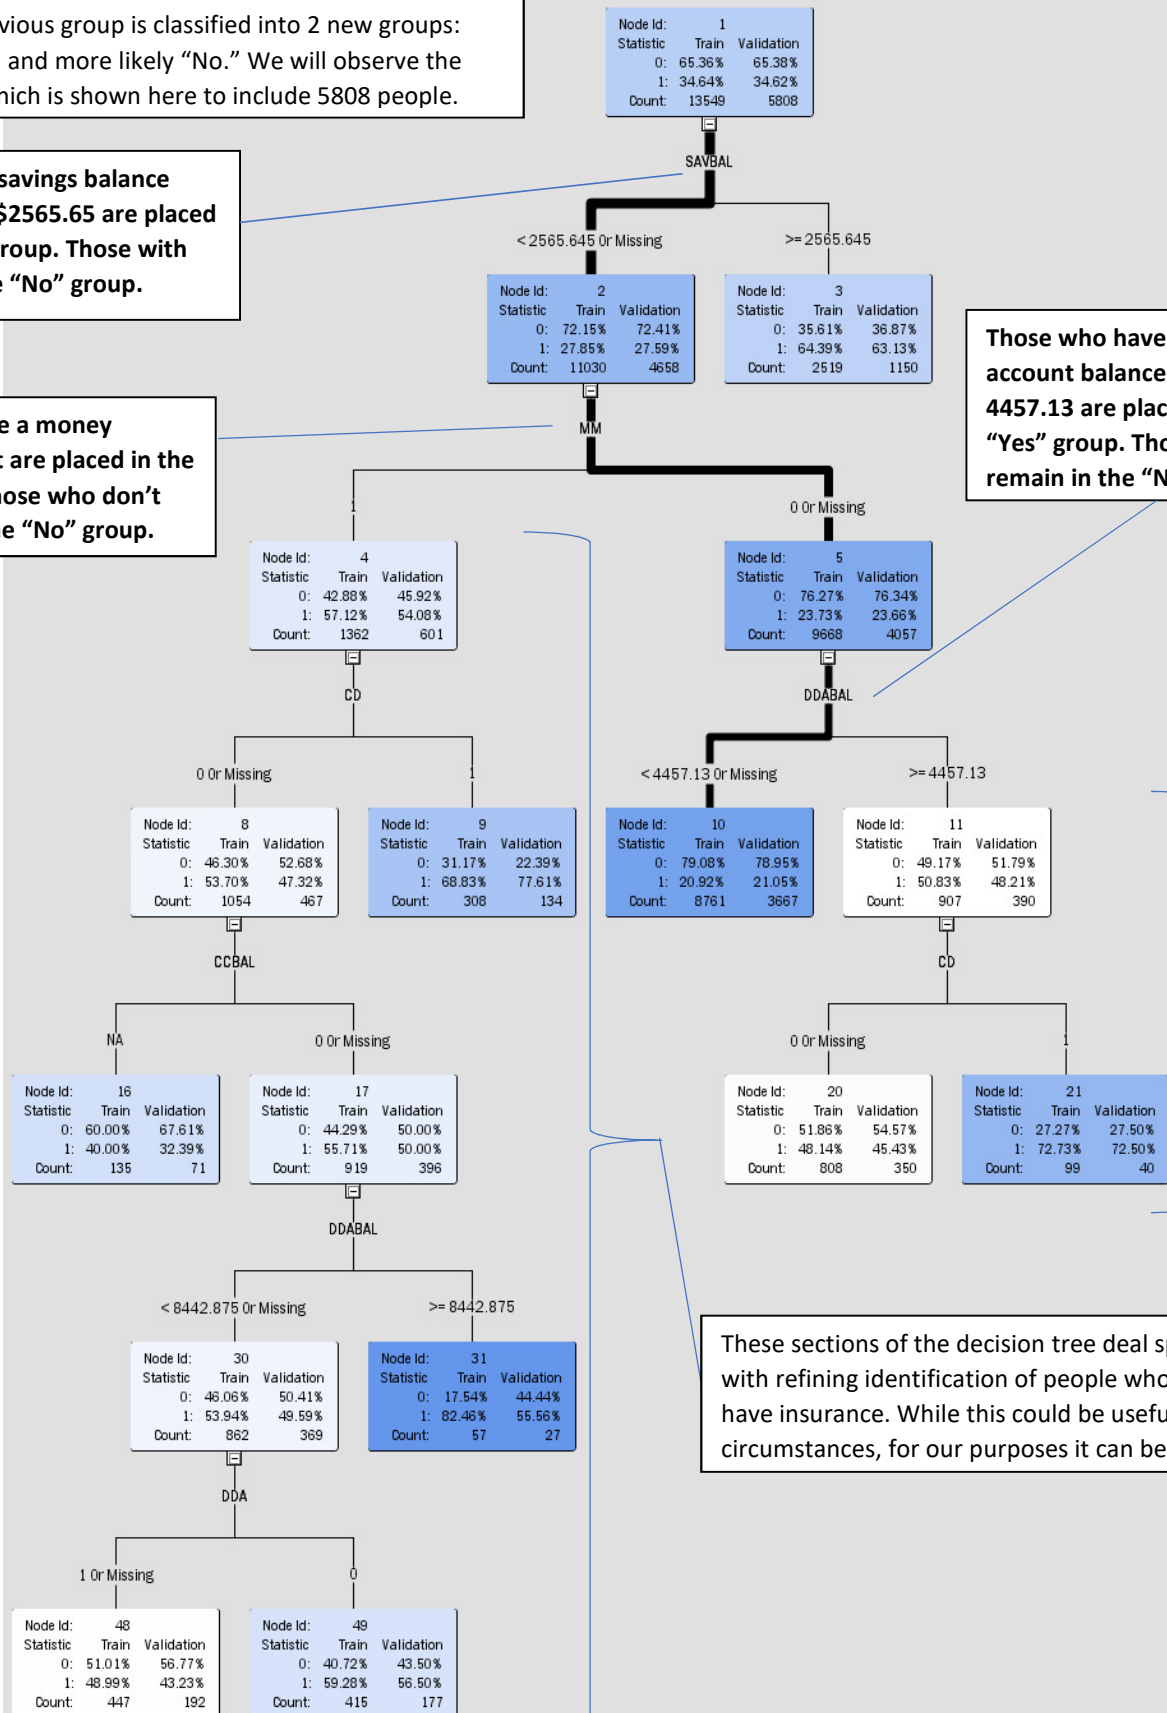 vious group is classified into 2 new groups:
and more likely “No.” We will observe the
hich is shown here to include 5808 people.
Node Id: 1
Statistic Train Validation
0: 65.36% 65.38%
1: 34.64% 34.62%
Count: 13549 5808
SAVBAL
savings balance
$2565.65 are placed
roup. Those with
e “No” group.
< 2565.645 Or Missing
>= 2565.645
Node Id: 2
Statistic Train Validation
0: 72.15% 72.41%
1: 27.85% 27.59%
Count: 11030 4658
Node Id: 3
Statistic Train Validation
0: 35.61% 36.87%
1: 64.39% 63.13%
Count: 2519 1150
Those who have
account balance
4457.13 are plac
“Yes” group. Tho
remain in the “N
MM
e a money
t are placed in the
hose who don’t
he “No” group.
1
0 Or Missing
Node Id: 4
Statistic Train Validation
0: 42.88% 45.92%
1: 57.12% 54.08%
Count: 1362 601
Node Id: 5
Statistic Train Validation
0: 76.27% 76.34%
1: 23.73% 23.66%
Count: 9668 4057
CD
DDABAL
0 Or Missing
1
< 4457.13 Or Missing
>= 4457.13
Node Id: 8
Statistic Train Validation
0: 46.30% 52.68%
1: 53.70% 47.32%
Count: 1054 467
Node Id: 9
Statistic Train Validation
0: 31.17% 22.39%
1: 68.83% 77.61%
Count: 308 134
Node Id: 10
Statistic Train Validation
0: 79.08% 78.95%
1: 20.92% 21.05%
Count: 8761 3667
Node Id: 11
Statistic Train Validation
0: 49.17% 51.79%
1: 50.83% 48.21%
Count: 907 390
CCBAL
CD
NA
0 Or Missing
0 Or Missing
1
Node Id: 16
Statistic Train Validation
0: 60.00% 67.61%
1: 40.00% 32.39%
Count: 135 71
Node Id: 17
Statistic Train Validation
0: 44.29% 50.00%
1: 55.71% 50.00%
Count: 919 396
Node Id: 20
Statistic Train Validation
0: 51.86% 54.57%
1: 48.14% 45.43%
Count: 808 350
Node Id: 21
Statistic Train Validation
0: 27.27% 27.50%
1: 72.73% 72.50%
Count: 99 40
DDABAL
< 8442.875 Or Missing
>= 8442.875
Node Id: 30
Statistic Train Validation
0: 46.06% 50.41%
1: 53.94% 49.59%
Count: 862 369
Node Id: 31
Statistic Train Validation
0: 17.54% 44.44%
1: 82.46% 55.56%
Count: 57 27
These sections of the decision tree deal sp
with refining identification of people who
have insurance. While this could be usefu
circumstances, for our purposes it can be
DDA
1 Or Missing
0
Node Id: 48
Statistic Train Validation
0: 51.01% 56.77%
1: 48.99% 43.23%
Count: 447 192
Node Id: 49
Statistic Train Validation
0: 40.72% 43.50%
1: 59.28% 56.50%
Count: 415 177